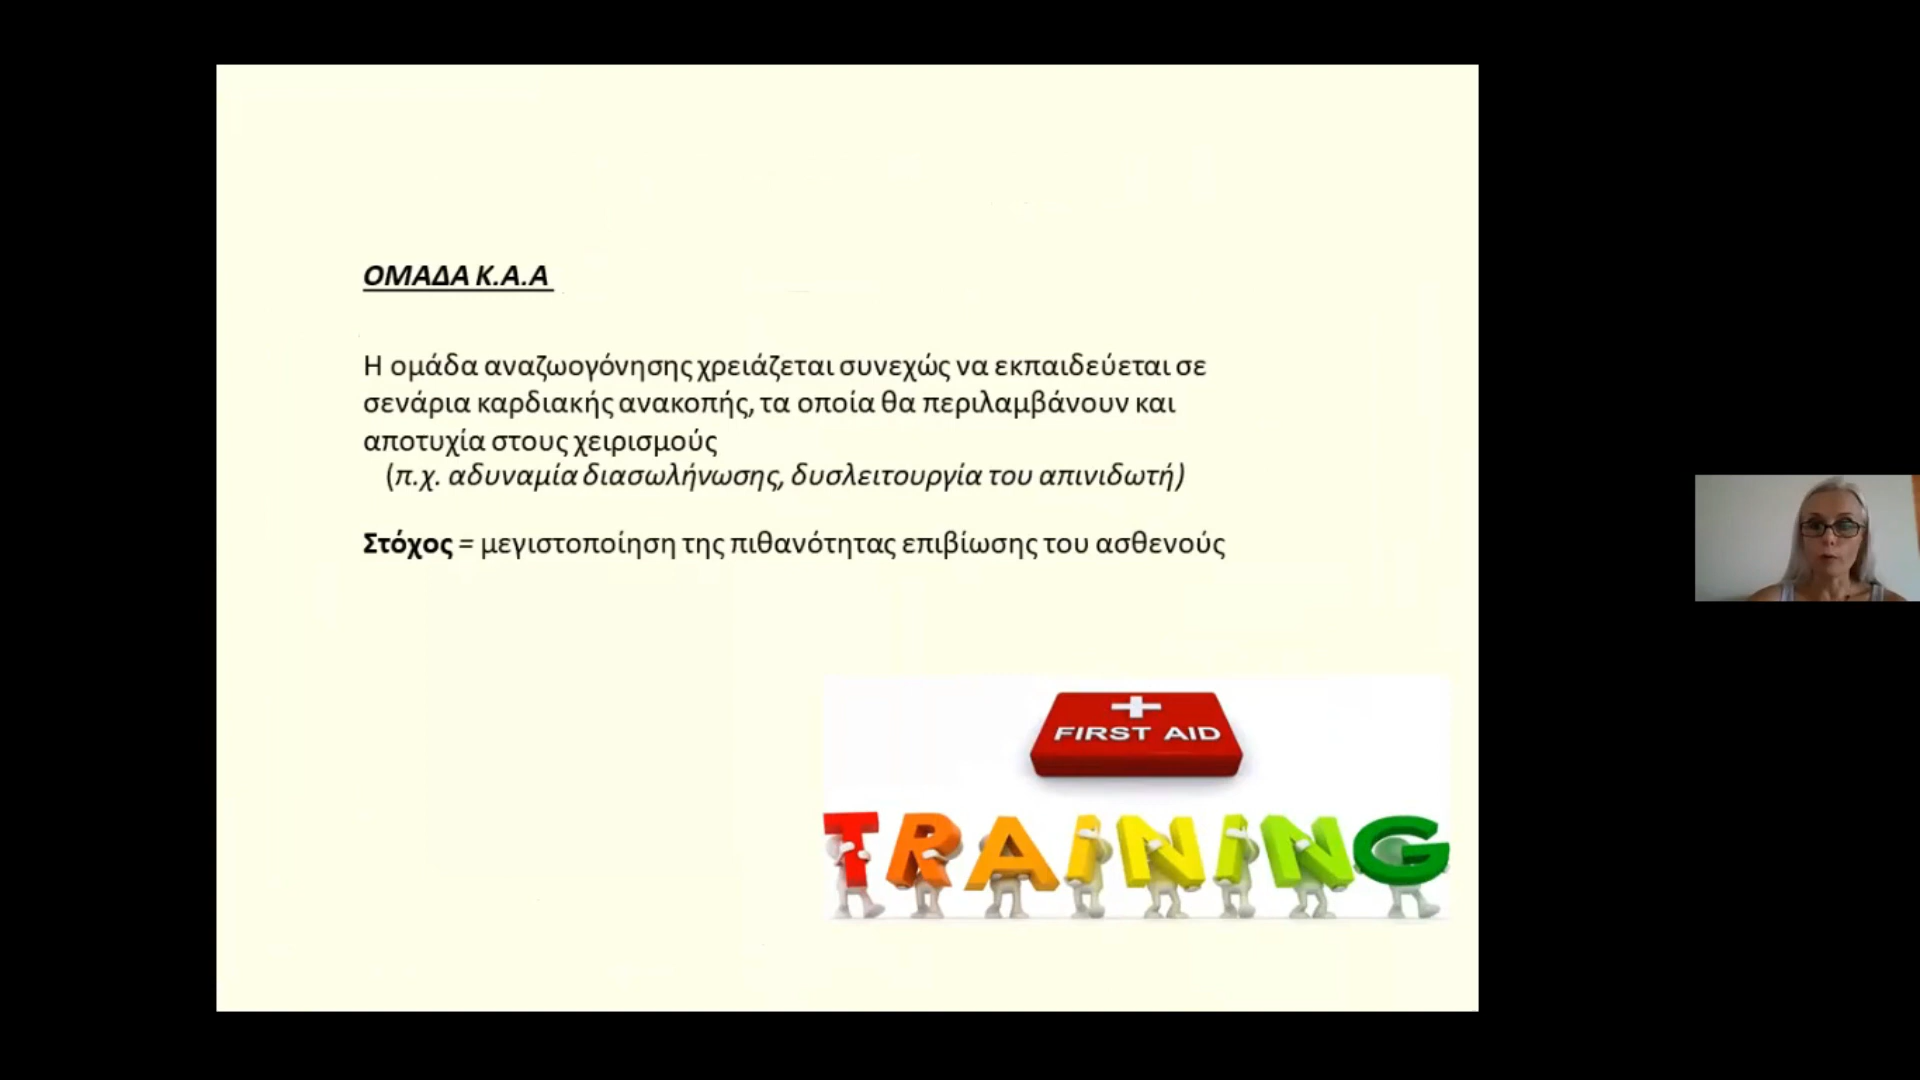 ΟΜΑΔΑ Κ.Α.Α
Η ομάδα αναζωογόνησης χρειάζεται συνεχώς να εκπαιδεύεται σε
σενάρια καρδιακής ανακοπής, τα οποία θα περιλαμβάνουν και
αποτυχία στους χειρισμούς
(π.χ. αδυναμία διασωλήνωσης, δυσλειτουργία του απινιδωτή)
Στόχος = μεγιστοποίηση της πιθανότητας επιβίωσης του ασθενούς
FIRST AID
TRAINING